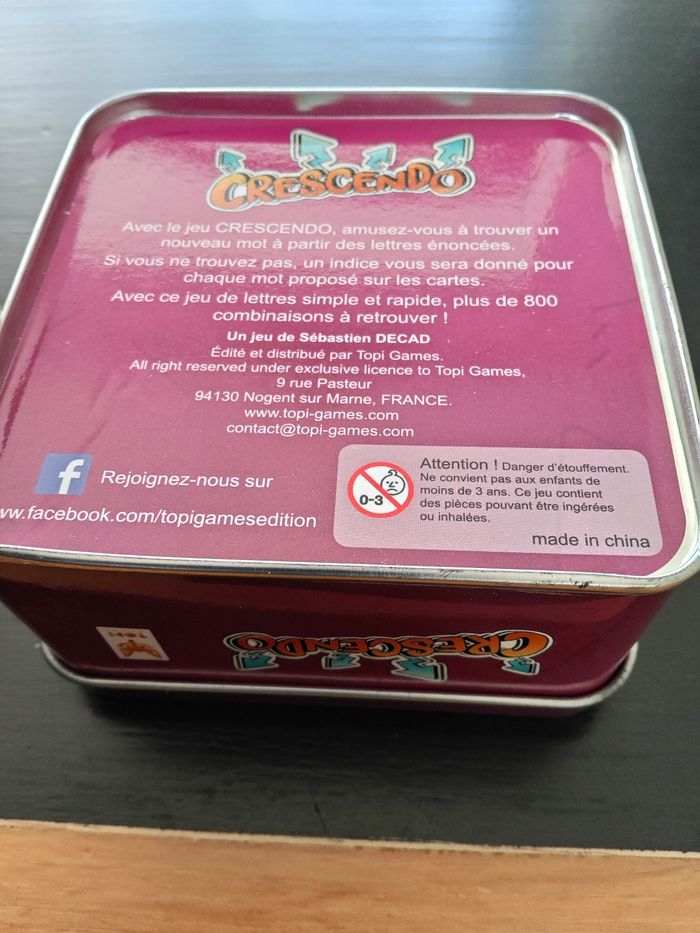 CRESCENDO
Avec le jeu CRESCENDO, amusez-vous à trouver un
nouveau mot à partir des lettres énoncées.
Si vous ne trouvez pas, un indice vous sera donné pour
chaque mot proposé sur les cartes.
Avec ce jeu de lettres simple et rapide, plus de 800
combinaisons à retrouver !
Un jeu de Sébastien DECAD
Édité et distribué par Topi Games.
All right reserved under exclusive licence to Topi Games,
9 rue Pasteur
94130 Nogent sur Marne, FRANCE.
www.topi-games.com
contact@topi-games.com
f Rejoignez-nous sur
ww.facebook.com/topigamesedition
0-3
Attention ! Danger d'étouffement.
Ne convient pas aux enfants de
moins de 3 ans. Ce jeu contient
des pièces pouvant être ingérées
ou inhalées.
made in china
TOPI
CRESCENDO